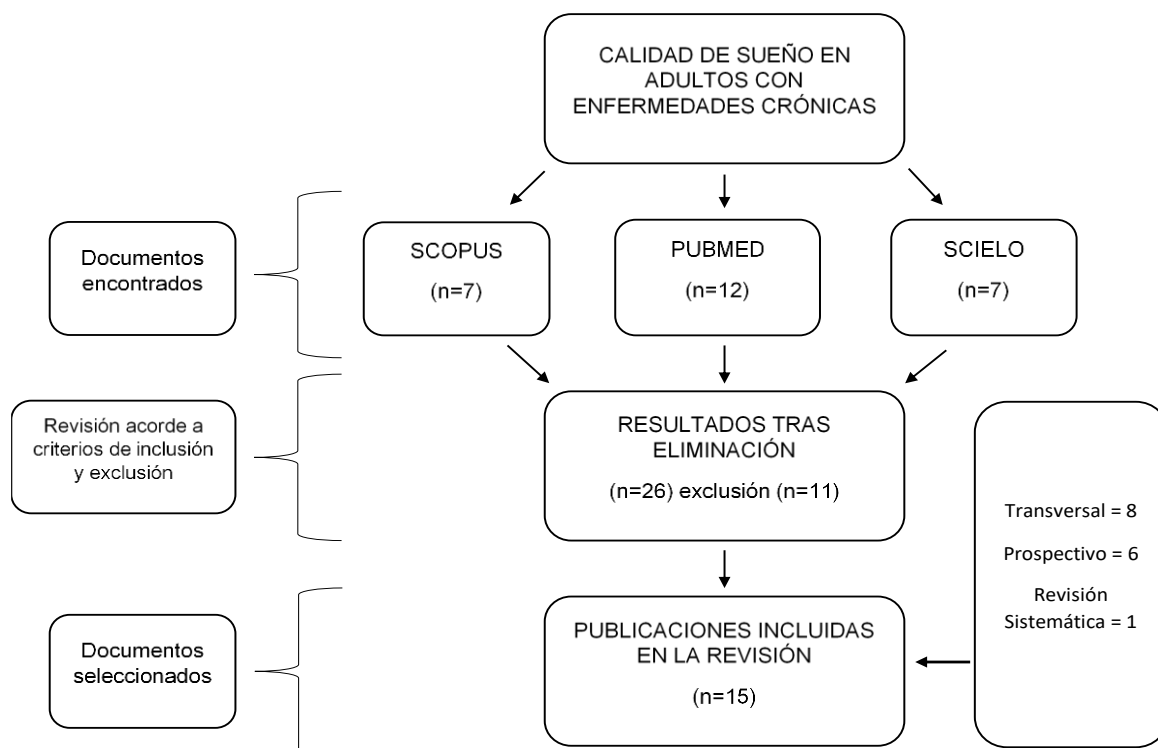 CALIDAD DE SUEÑO EN
ADULTOS CON
ENFERMEDADES CRÓNICAS
Documentos
encontrados
SCOPUS
(n=7)
PUBMED
(n=12)
SCIELO
(n=7)
Revisión acorde a
criterios de inclusión
y exclusión
RESULTADOS TRAS
ELIMINACIÓN
(n=26) exclusión (n=11)
Transversal = 8
Prospectivo = 6
Revisión
Sistemática = 1
Documentos
seleccionados
PUBLICACIONES INCLUIDAS
EN LA REVISIÓN
(n=15)